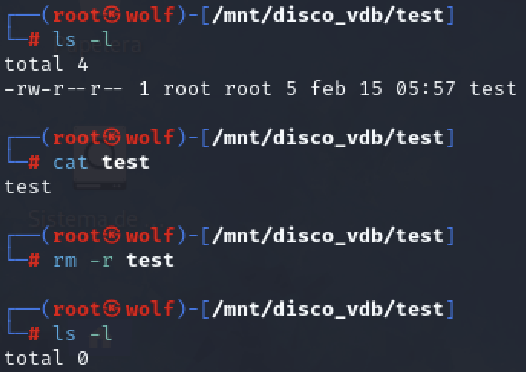 ┌──(root㉿wolf)-[/mnt/disco_vdb/test]
└─# ls -l
total 4
-rw-r--r-- 1 root root 5 feb 15 05:57 test
┌──(root㉿wolf)-[/mnt/disco_vdb/test]
└─# cat test
test
Sistema de
┌──(root㉿wolf)-[/mnt/disco_vdb/test]
└─# rm -r test
┌──(root㉿wolf)-[/mnt/disco_vdb/test]
└─# ls -l
total 0